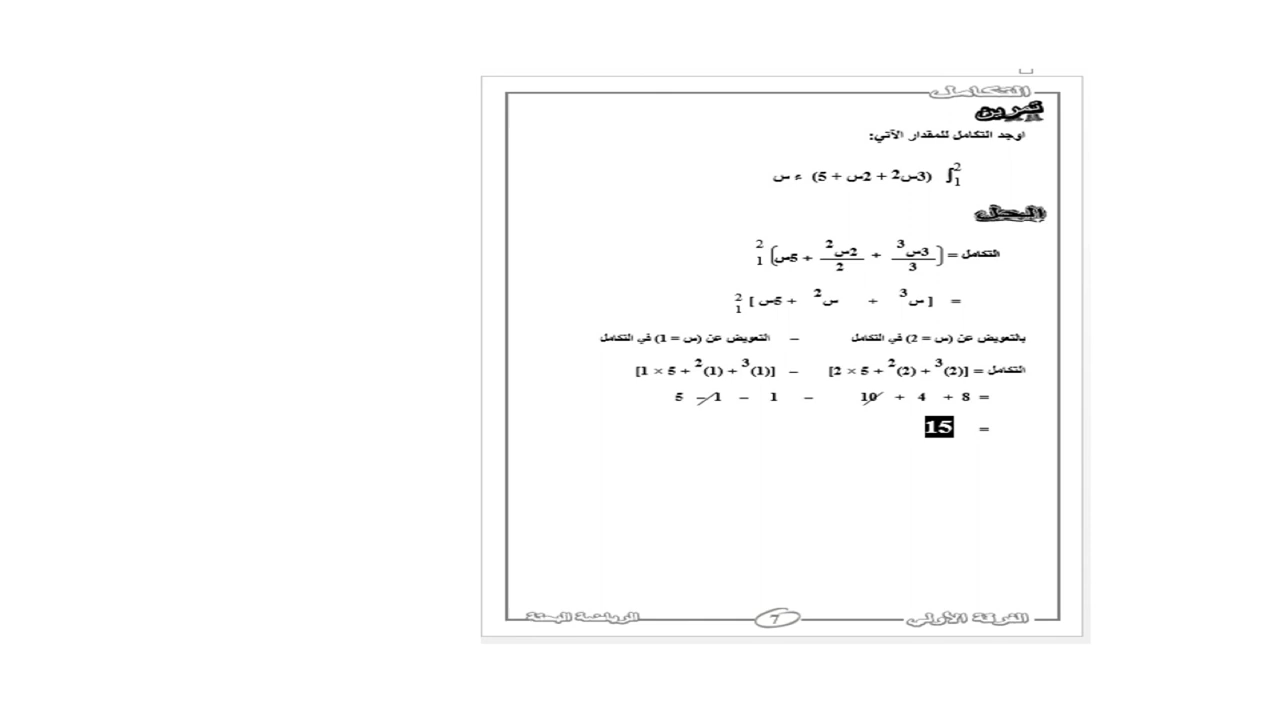 التكامل
تمرين
اوجد التكامل للمقدار الآتي:
∫₁² (3س2 + 2س + 5) ء س
الحل
التكامل = [3س³/3 + 2س²/2 + 5س]₁²
= [س³ + س² + 5س]₁²
بالتعويض عن (س = 2) في التكامل – التعويض عن (س = 1) في التكامل
التكامل = [(2)³ + (2)² + 5 × 2] – [(1)³ + (1)² + 5 × 1]
= 8 + 4 + 10 – 1 – 1 – 5
= 15
الفرقة الأولى 7 الرياضة البحتة